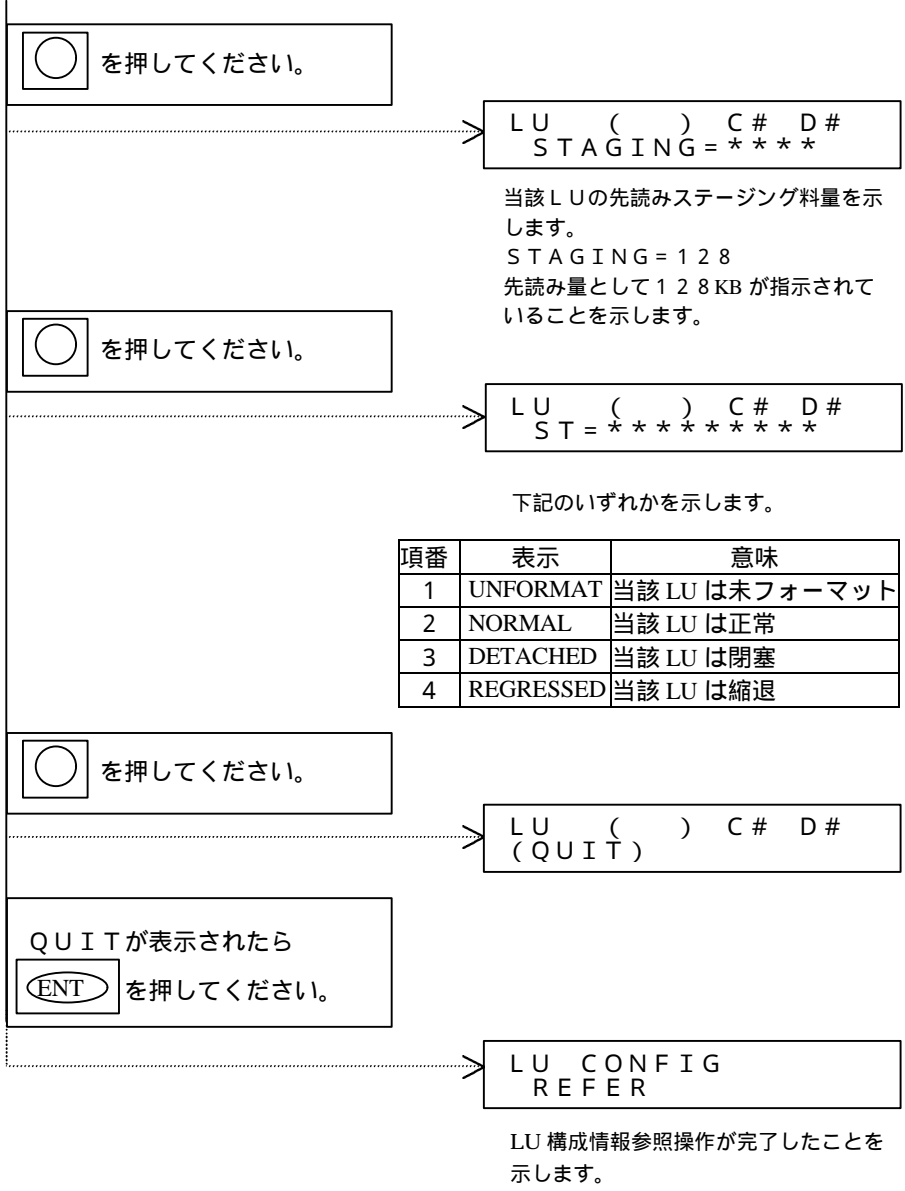 を押してください。
ＬＵ　（　　）　Ｃ＃　Ｄ＃
ＳＴＡＧＩＮＧ＝＊＊＊＊
当該ＬＵの先読みステージング料量を示
します。
ＳＴＡＧＩＮＧ＝１２８
先読み量として１２８KB が指示されて
いることを示します。
を押してください。
ＬＵ　（　　）　Ｃ＃　Ｄ＃
ＳＴ＝＊＊＊＊＊＊＊＊＊
下記のいずれかを示します。
項番 表示 意味
1 UNFORMAT 当該 LU は未フォーマット
2 NORMAL 当該 LU は正常
3 DETACHED 当該 LU は閉塞
4 REGRESSED 当該 LU は縮退
を押してください。
ＬＵ　（　　）　Ｃ＃　Ｄ＃
（ＱＵＩＴ）
ＱＵＩＴが表示されたら
ENT を押してください。
ＬＵ　ＣＯＮＦＩＧ
ＲＥＦＥＲ
LU 構成情報参照操作が完了したことを
示します。